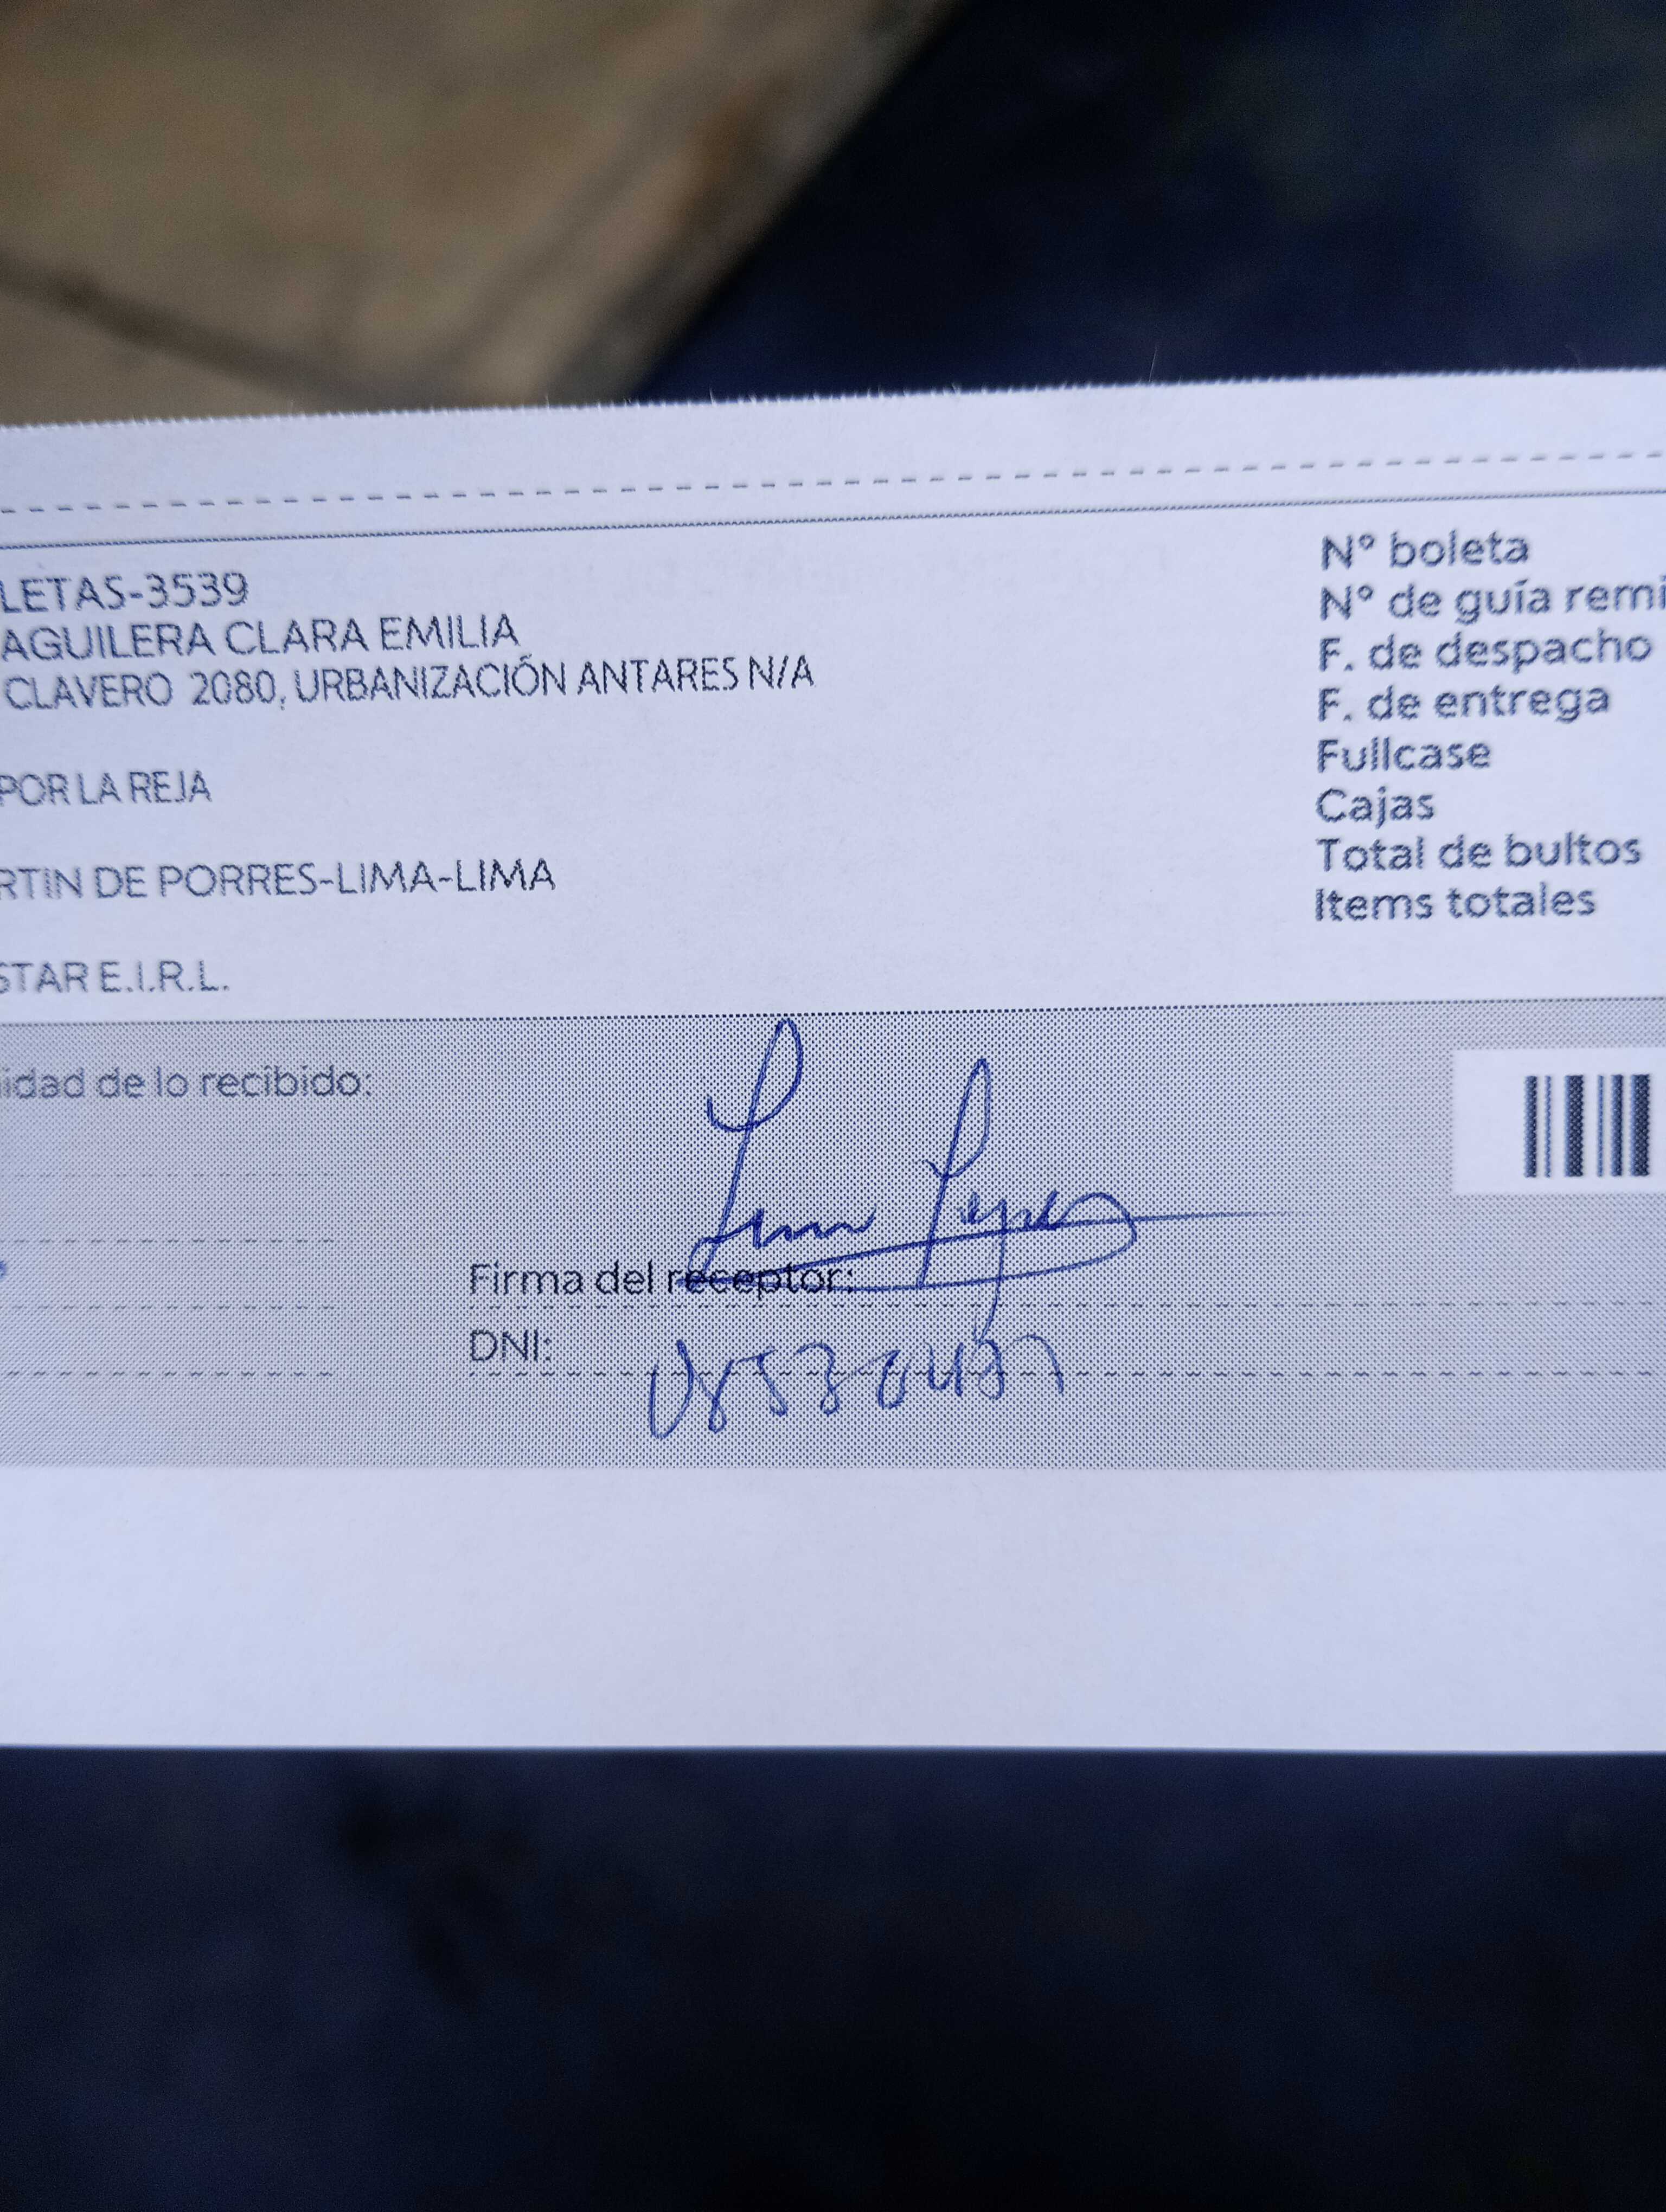 LETAS-3539
AGUILERA CLARA EMILIA
CLAVERO 2080, URBANIZACIÓN ANTARES N/A
POR LA REJA
RTIN DE PORRES-LIMA-LIMA
STAR E.I.R.L.
N° boleta
N° de guía remi
F. de despacho
F. de entrega
Fullcase
Cajas
Total de bultos
Items totales
idad de lo recibido:
Firma del receptor:
DNI: